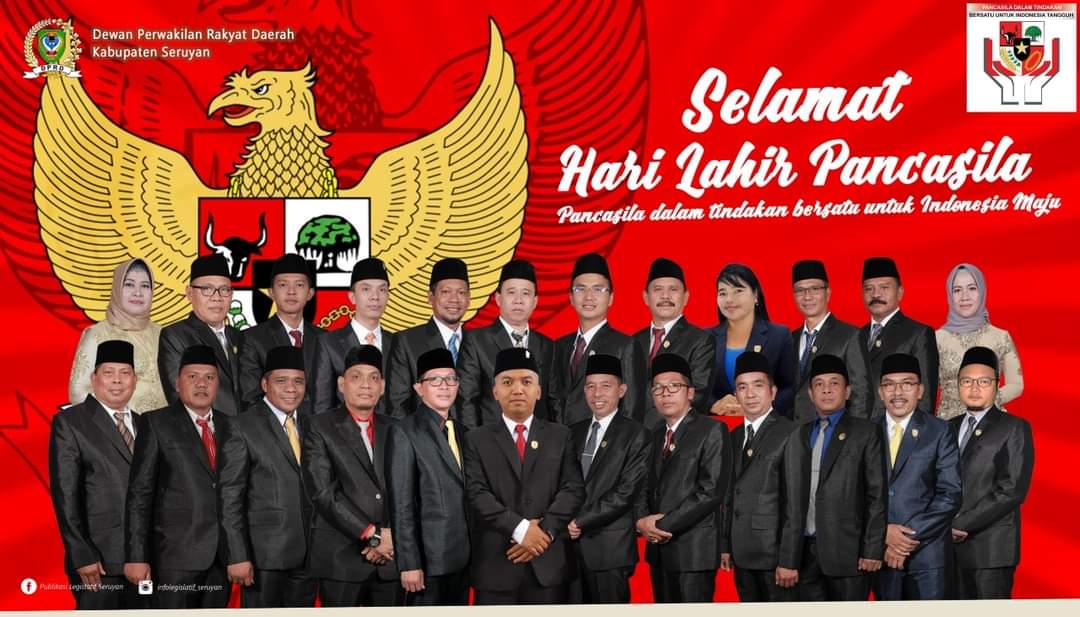 Dewan Perwakilan Rakyat Daerah
Kabupaten Seruyan
DPRD
PANCASILA DALAM TINDAKAN
BERSATU UNTUK INDONESIA TANGGUH
Selamat
Hari Lahir Pancasila
Pancasila dalam tindakan bersatu untuk Indonesia Maju
Publikasi Legislatif Seruyan
infolegislatif_seruyan